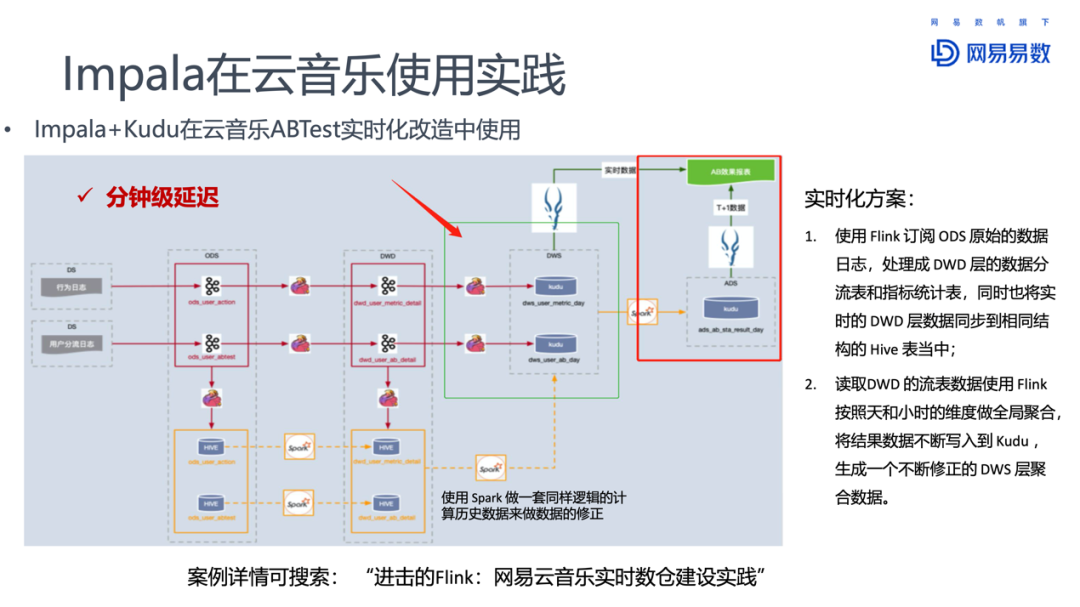 网易数帆旗下
网易易数
Impala在云音乐使用实践
• Impala+Kudu在云音乐ABTest实时化改造中使用
✓ 分钟级延迟
实时数据
AB效果报表
T+1数据
ODS
DWD
DWS
ADS
DS
行为日志
ods_user_action
dwd_user_metric_detail
kudu
dws_user_metric_day
Spark
kudu
ads_ab_sta_result_day
DS
用户分流日志
ods_user_abtest
dwd_user_ab_detail
kudu
dws_user_ab_day
HIVE
ods_user_action
Spark
HIVE
dwd_user_metric_detail
Spark
HIVE
ods_user_abtest
Spark
HIVE
dwd_user_ab_detail
使用 Spark 做一套同样逻辑的计
算历史数据来做数据的修正
实时化方案：
1. 使用 Flink 订阅 ODS 原始的数据
日志，处理成 DWD 层的数据分
流表和指标统计表，同时也将实
时的 DWD 层数据同步到相同结
构的 Hive 表当中；
2. 读取DWD 的流表数据使用 Flink
按照天和小时的维度做全局聚合，
将结果数据不断写入到 Kudu ，
生成一个不断修正的 DWS 层聚
合数据。
案例详情可搜索： “进击的Flink：网易云音乐实时数仓建设实践”